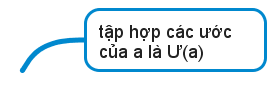 tập hợp các ước
của a là Ư(a)